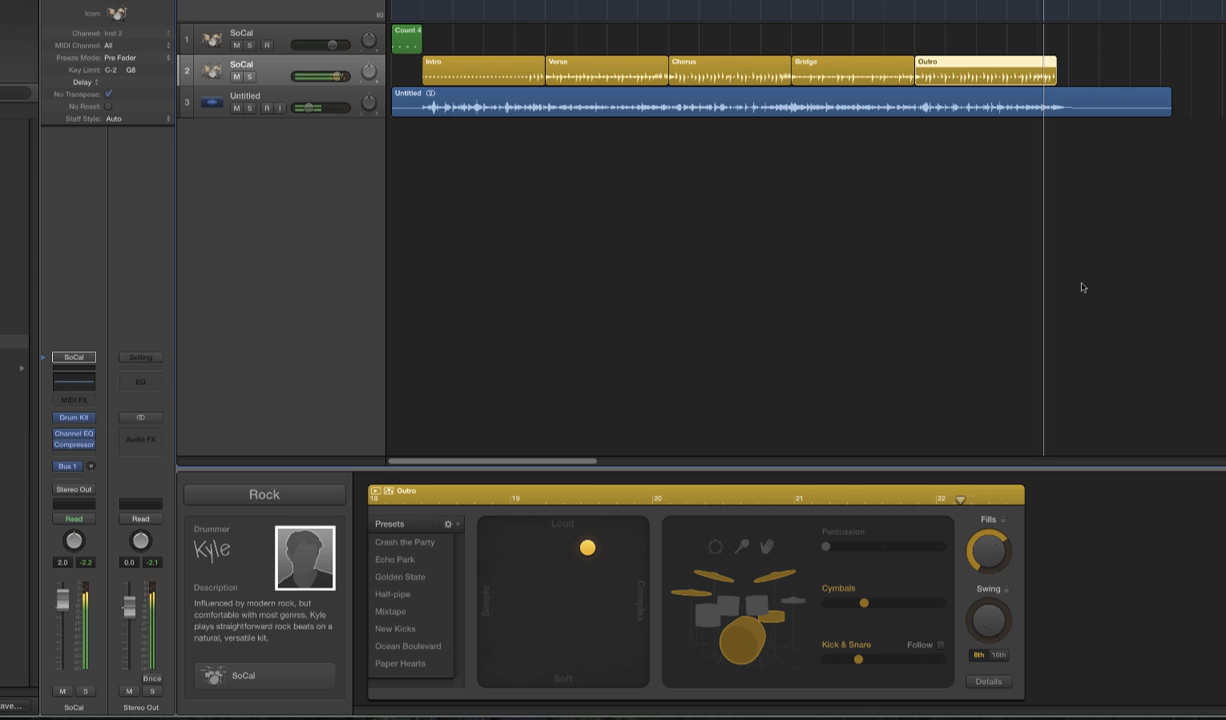 Icon:
Channel: Inst 2
MIDI Channel: All
Freeze Mode: Pre Fader
Key Limit: C-2 G8
Delay
No Transpose:
No Reset:
Staff Style: Auto
1
SoCal
M S R
Count 4
2
SoCal
M S
Intro
Verse
Chorus
Bridge
Outro
3
Untitled
M S R I
Untitled
SoCal
Setting
EQ
MIDI FX
Drum Kit
Channel EQ
Compressor
Audio FX
Bus 1
Stereo Out
Read
Read
2.0 -2.2
0.0 -2.1
Bnce
M S
M S
SoCal
Stereo Out
ave...
Rock
Drummer
Kyle
Description
Influenced by modern rock, but
comfortable with most genres, Kyle
plays straightforward rock beats on a
natural, versatile kit.
SoCal
Outro
18 19 20 21 22
Presets
Crash the Party
Echo Park
Golden State
Half-pipe
Mixtape
New Kicks
Ocean Boulevard
Paper Hearts
Loud
Simple
Complex
Soft
Percussion
Cymbals
Kick & Snare
Follow
Fills
Swing
8th 16th
Details